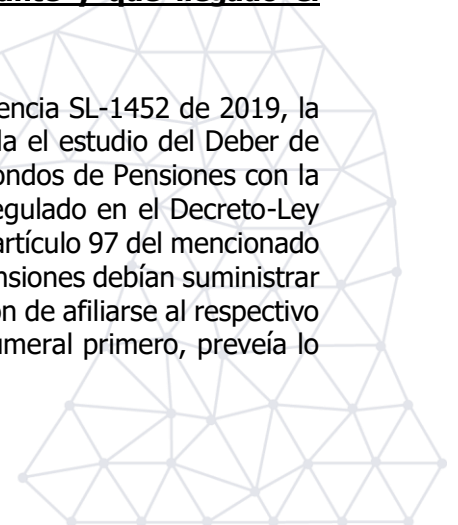 ante y que llegado el
encia SL-1452 de 2019, la
la el estudio del Deber de
ondos de Pensiones con la
egulado en el Decreto-Ley
artículo 97 del mencionado
nsiones debían suministrar
ón de afiliarse al respectivo
umeral primero, preveía lo